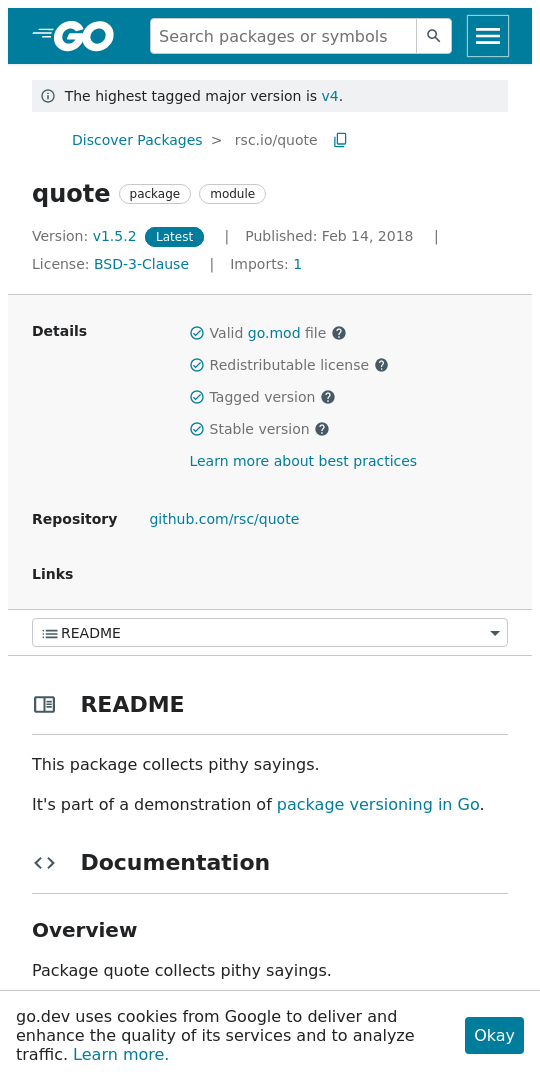 GO
Search packages or symbols
The highest tagged major version is v4.
Discover Packages > rsc.io/quote
quote package module
Version: v1.5.2 Latest | Published: Feb 14, 2018 |
License: BSD-3-Clause | Imports: 1
Details
Valid go.mod file
Redistributable license
Tagged version
Stable version
Learn more about best practices
Repository github.com/rsc/quote
Links
README
README
This package collects pithy sayings.
It's part of a demonstration of package versioning in Go.
Documentation
Overview
Package quote collects pithy sayings.
go.dev uses cookies from Google to deliver and
enhance the quality of its services and to analyze
traffic. Learn more.
Okay